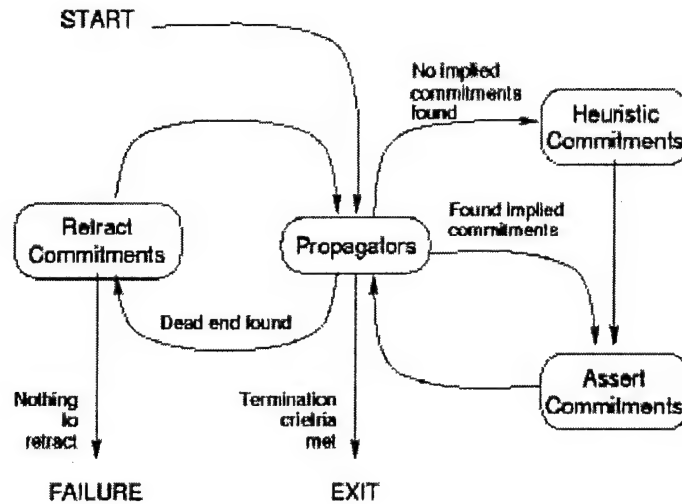 START
No implied
commitments
found
Heuristic
Commitments
Retract
Commitments
Propagators
Found implied
commitments
Dead end found
Assert
Commitments
Nothing
to
retract
Termination
crietria
met
FAILURE
EXIT